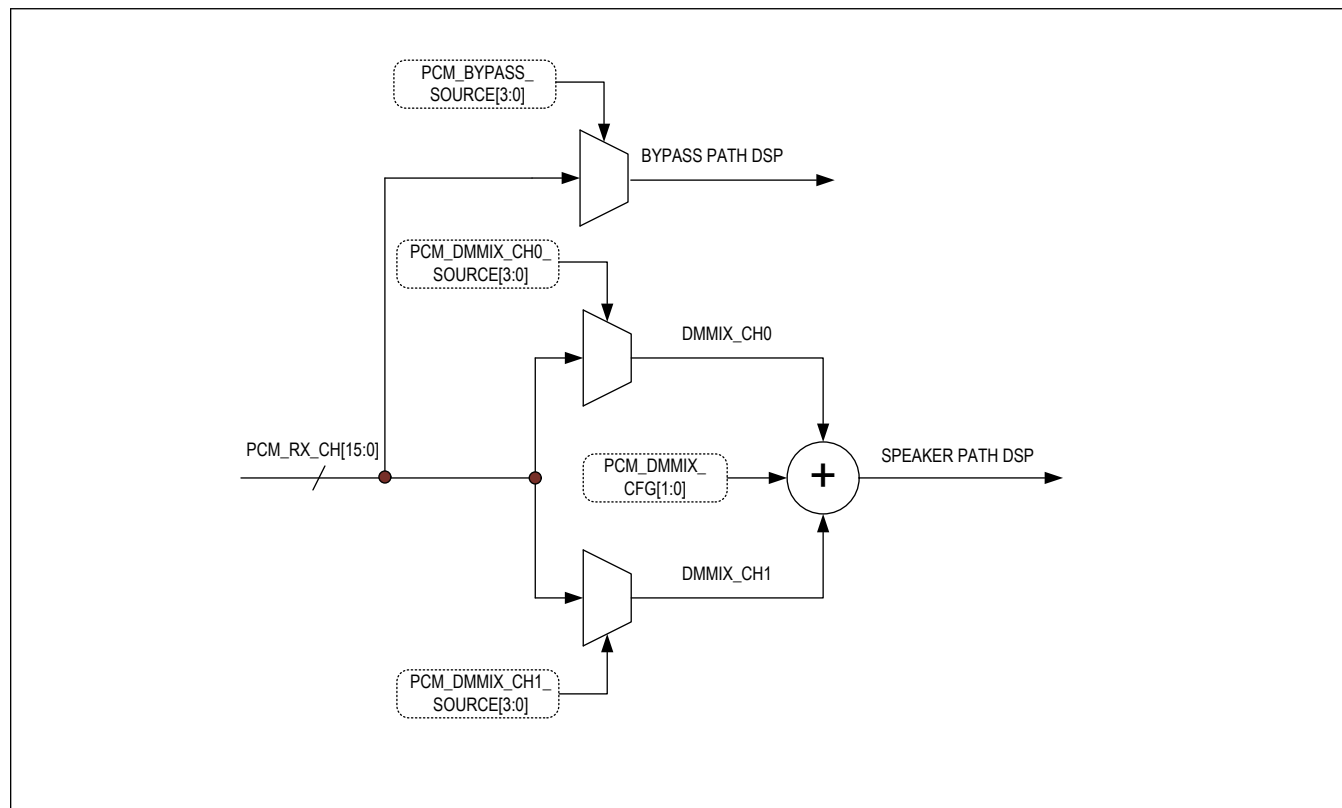 PCM_BYPASS_
SOURCE[3:0]
BYPASS PATH DSP
PCM_DMMIX_CH0_
SOURCE[3:0]
DMMIX_CH0
PCM_RX_CH[15:0]
PCM_DMMIX_
CFG[1:0]
+
SPEAKER PATH DSP
DMMIX_CH1
PCM_DMMIX_CH1_
SOURCE[3:0]